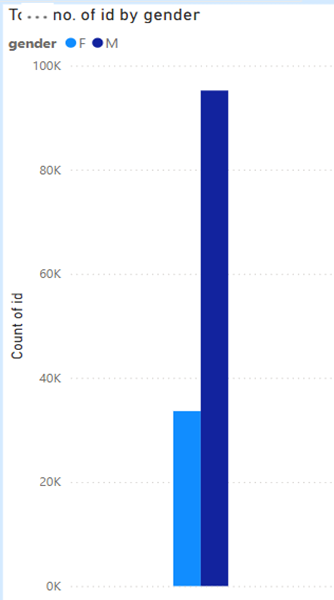 no. of id by gender
gender F M
100K
80K
60K
40K
20K
0K
Count of id